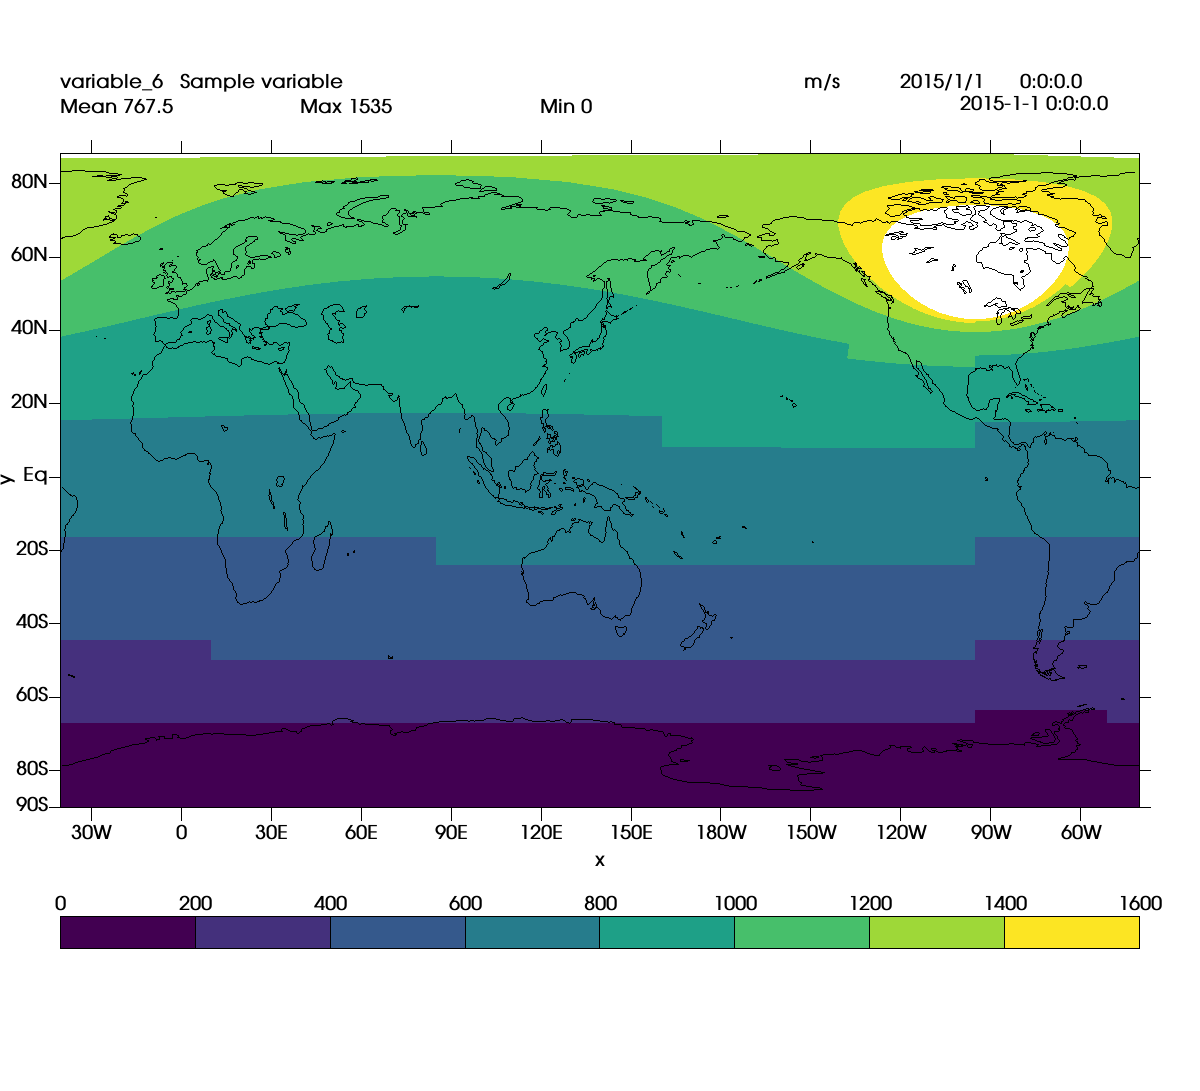 variable_6 Sample variable m/s 2015/1/1 0:0:0.0
Mean 767.5 Max 1535 Min 0 2015-1-1 0:0:0.0
80N
60N
40N
20N
y Eq
20S
40S
60S
80S
90S
30W 0 30E 60E 90E 120E 150E 180W 150W 120W 90W 60W
x
0 200 400 600 800 1000 1200 1400 1600